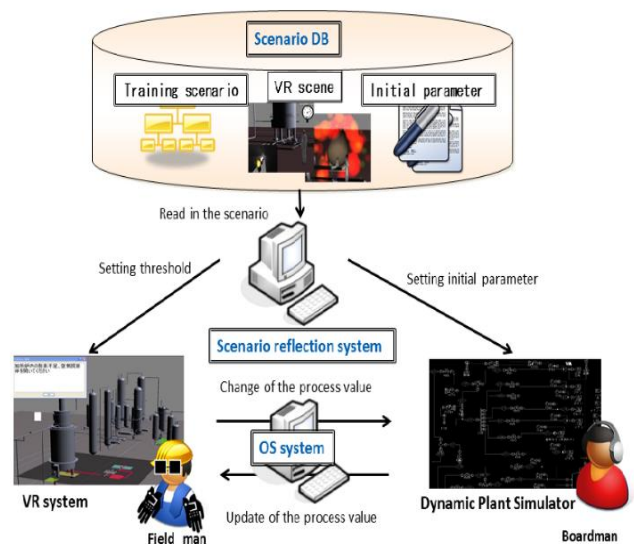 Scenario DB
Training scenario
VR scene
Initial parameter
Read in the scenario
Setting threshold
Setting initial parameter
Scenario reflection system
Change of the process value
OS system
VR system
Field man
Update of the process value
Dynamic Plant Simulator
Boardman